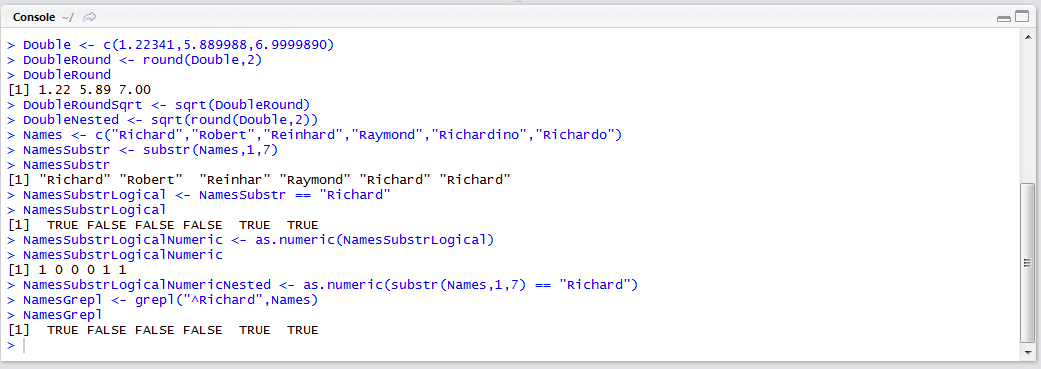 Console ~/
> Double <- c(1.22341,5.889988,6.9999890)
> DoubleRound <- round(Double,2)
> DoubleRound
[1] 1.22 5.89 7.00
> DoubleRoundSqrt <- sqrt(DoubleRound)
> DoubleNested <- sqrt(round(Double,2))
> Names <- c("Richard","Robert","Reinhard","Raymond","Richardino","Richardo")
> NamesSubstr <- substr(Names,1,7)
> NamesSubstr
[1] "Richard" "Robert"  "Reinhar" "Raymond" "Richard" "Richard"
> NamesSubstrLogical <- NamesSubstr == "Richard"
> NamesSubstrLogical
[1]  TRUE FALSE FALSE FALSE  TRUE  TRUE
> NamesSubstrLogicalNumeric <- as.numeric(NamesSubstrLogical)
> NamesSubstrLogicalNumeric
[1] 1 0 0 0 1 1
> NamesSubstrLogicalNumericNested <- as.numeric(substr(Names,1,7) == "Richard")
> NamesGrepl <- grepl("^Richard",Names)
> NamesGrepl
[1]  TRUE FALSE FALSE FALSE  TRUE  TRUE
>